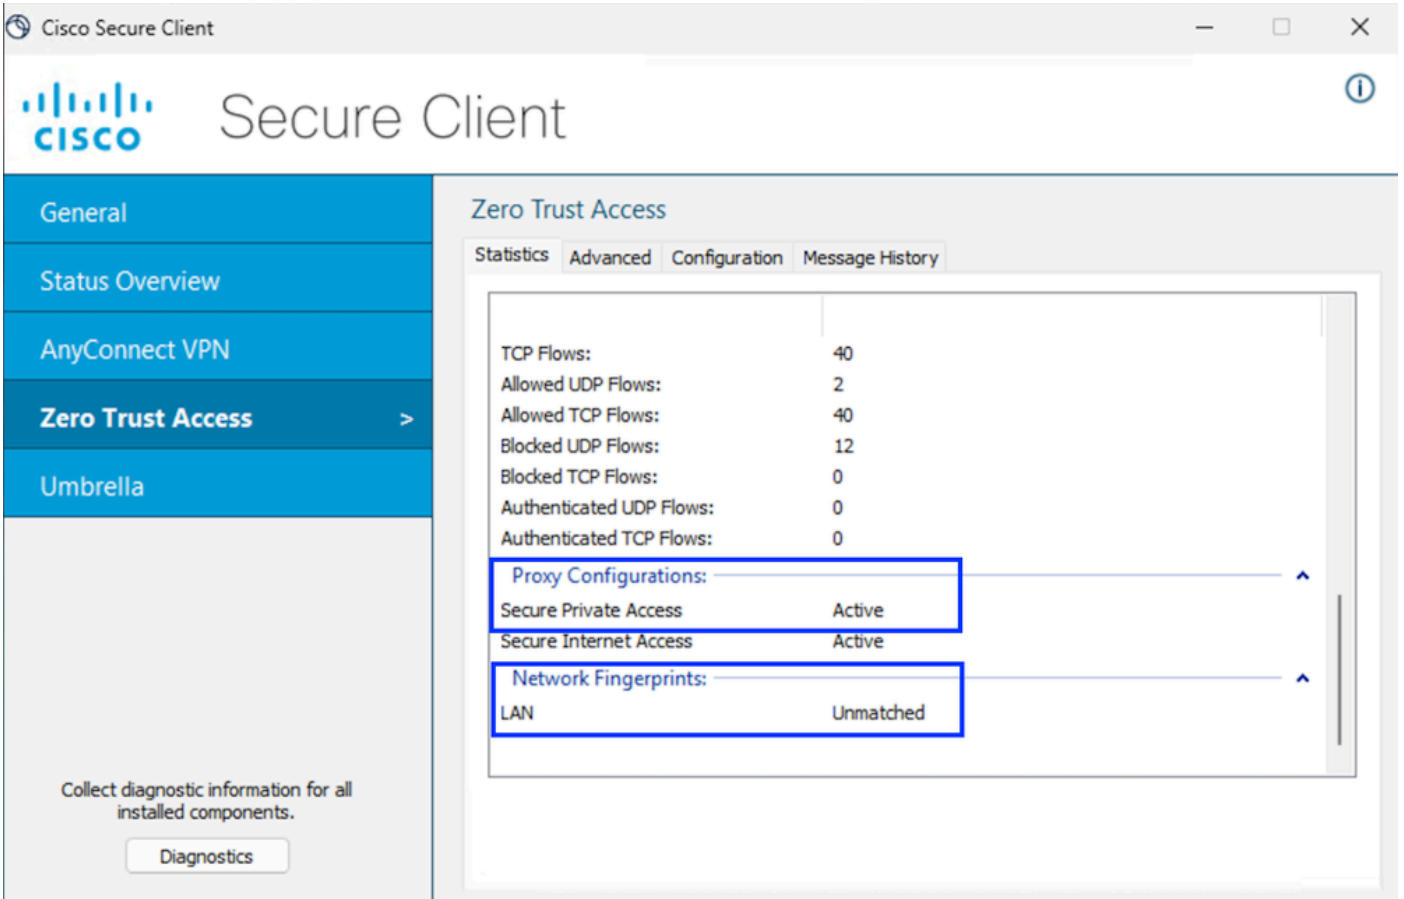 Cisco Secure Client
CISCO
Secure Client
General
Status Overview
AnyConnect VPN
Zero Trust Access >
Umbrella
Collect diagnostic information for all
installed components.
Diagnostics
Zero Trust Access
Statistics Advanced Configuration Message History
TCP Flows: 40
Allowed UDP Flows: 2
Allowed TCP Flows: 40
Blocked UDP Flows: 12
Blocked TCP Flows: 0
Authenticated UDP Flows: 0
Authenticated TCP Flows: 0
Proxy Configurations:
Secure Private Access Active
Secure Internet Access Active
Network Fingerprints:
LAN Unmatched